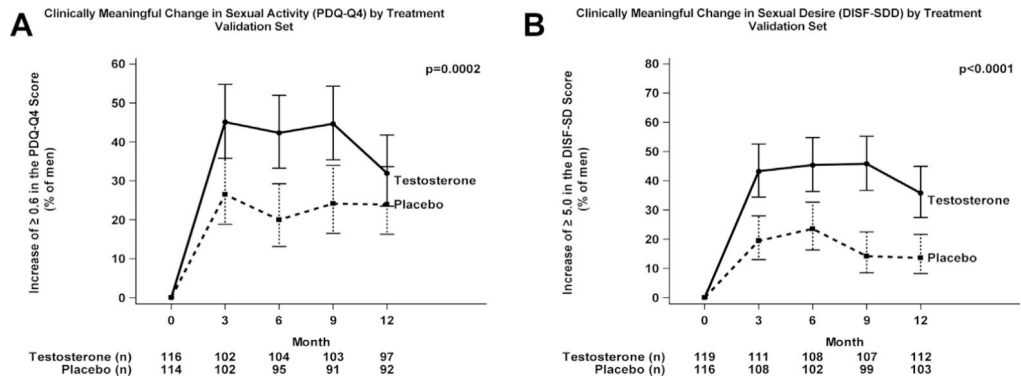 A
Clinically Meaningful Change in Sexual Activity (PDQ-Q4) by Treatment
Validation Set
p=0.0002
Increase of ≥ 0.6 in the PDQ-Q4 Score
(% of men)
60
50
40
30
20
10
0
Testosterone
Placebo
0 3 6 9 12
Month
Testosterone (n) 116 102 104 103 97
Placebo (n) 114 102 95 91 92
B
Clinically Meaningful Change in Sexual Desire (DISF-SDD) by Treatment
Validation Set
p<0.0001
Increase of ≥ 5.0 in the DISF-SD Score
(% of men)
80
70
60
50
40
30
20
10
0
Testosterone
Placebo
0 3 6 9 12
Month
Testosterone (n) 119 111 108 107 112
Placebo (n) 116 108 102 99 103